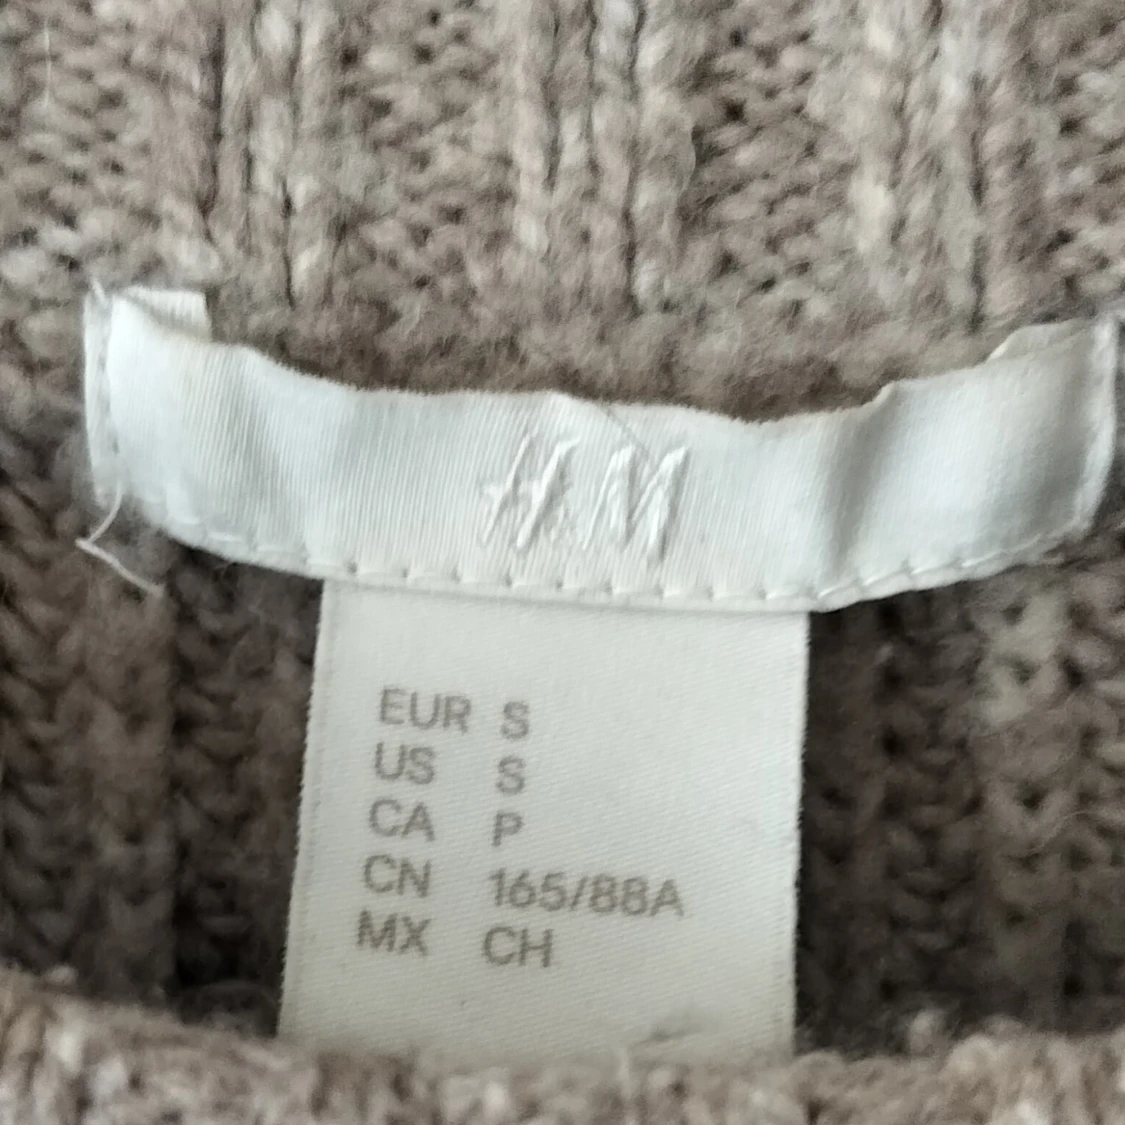 H&M
EUR S
US S
CA P
CN 165/88A
MX CH